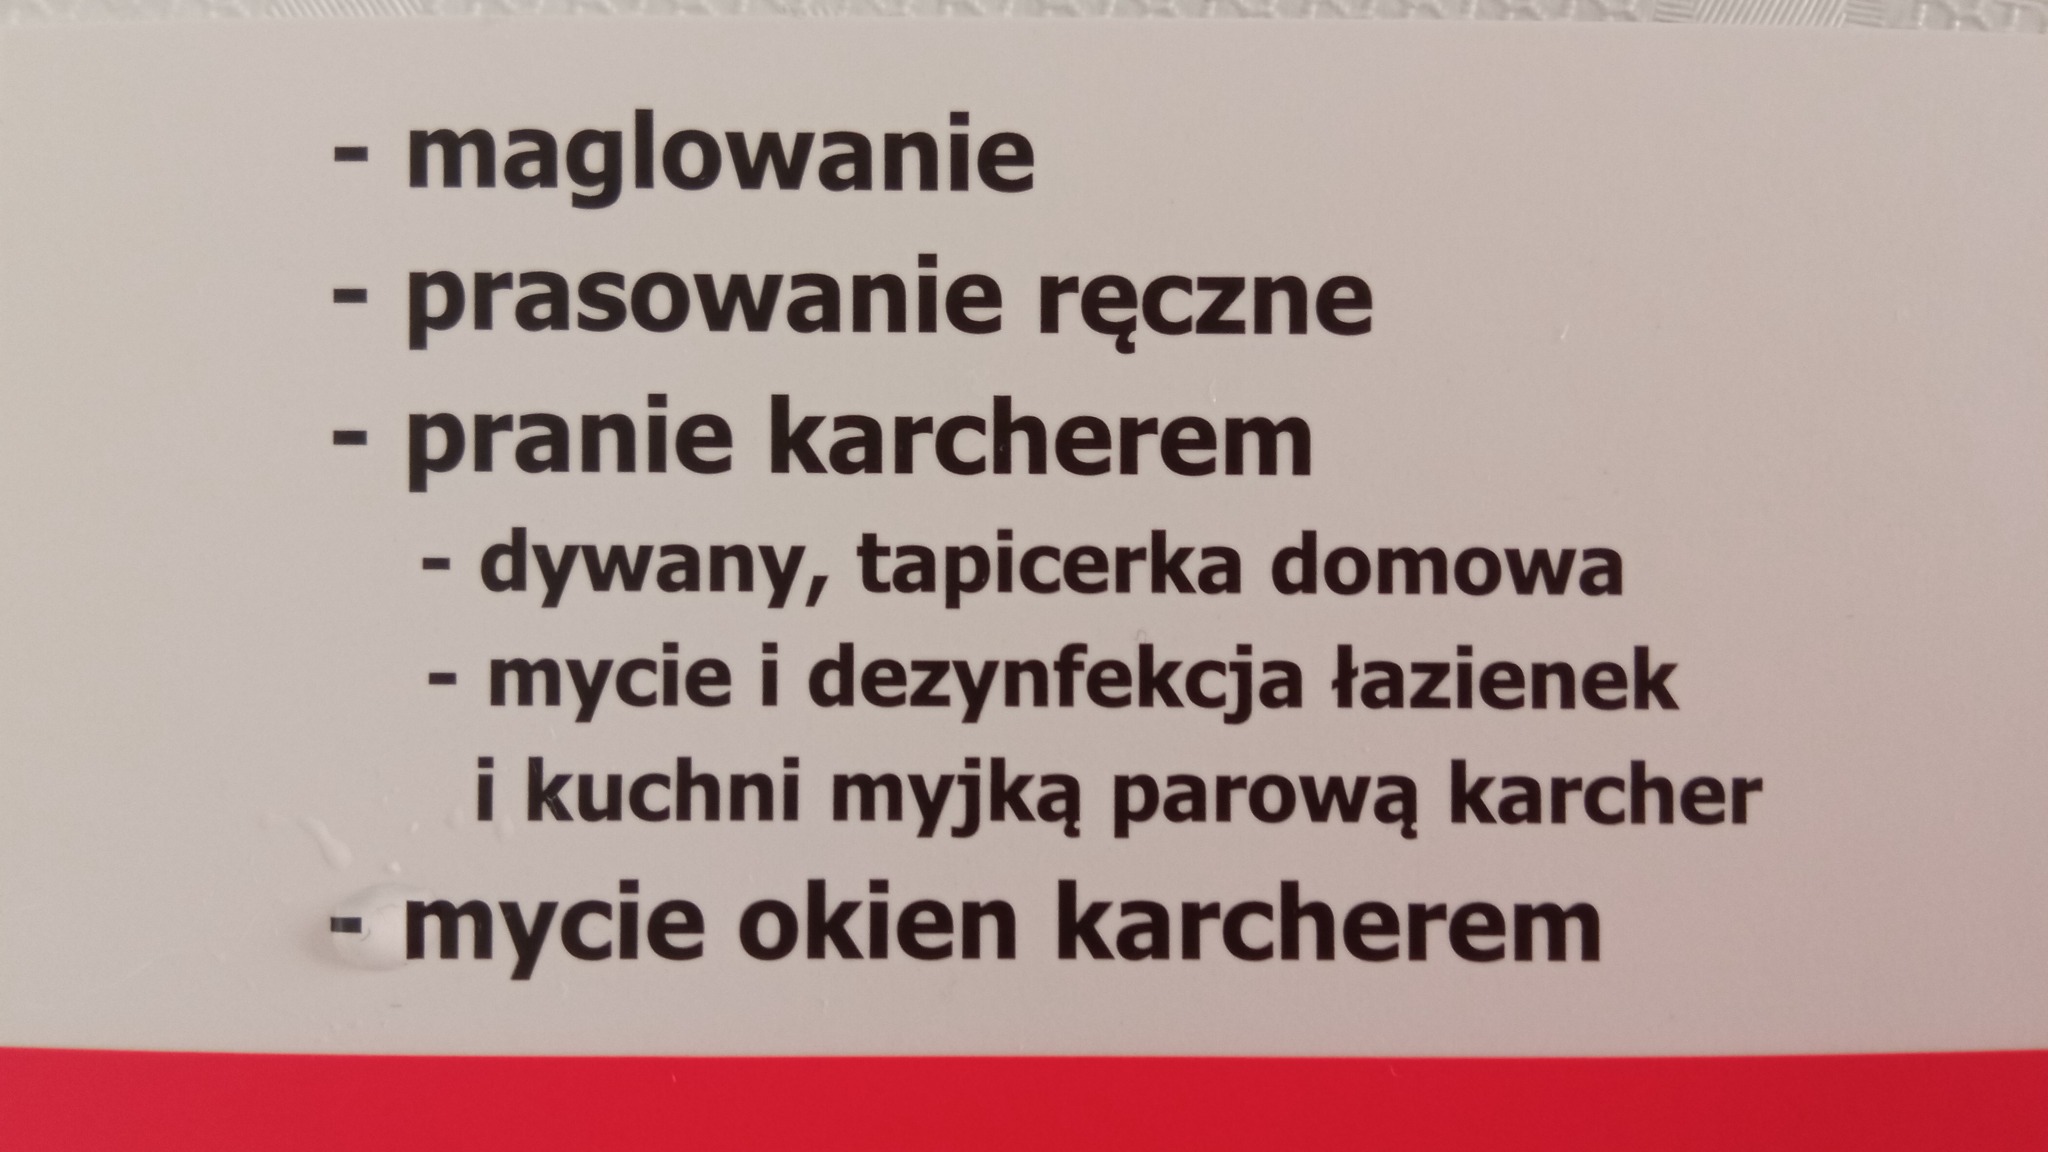 - maglowanie
- prasowanie ręczne
- pranie karcherem
- dywany, tapicerka domowa
- mycie i dezynfekcja łazienek
i kuchni myjką parową karcher
- mycie okien karcherem